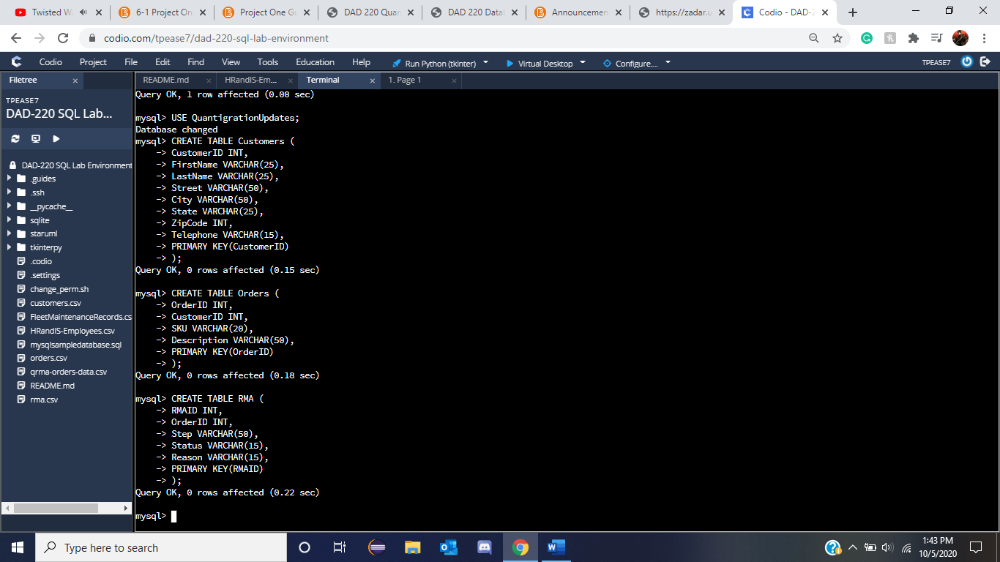 Twisted W
6-1 Project On
Project One Gu
DAD 220 Quan
DAD 220 Datab
Announcemen
https://zadar.u
Codio - DAD-2
codio.com/tpease7/dad-220-sql-lab-environment
Codio Project File Edit Find View Tools Education Help Run Python (tkinter) Virtual Desktop Configure.... TPEASE7
Filetree
README.md
HRandIS-Em...
Terminal
1. Page 1
TPEASE7
DAD-220 SQL Lab...
DAD-220 SQL Lab Environment
.guides
.ssh
__pycache__
sqlite
staruml
tkinterpy
.codio
.settings
change_perm.sh
customers.csv
FleetMaintenanceRecords.cs
HRandIS-Employees.csv
mysqlsampledatabase.sql
orders.csv
qrma-orders-data.csv
README.md
rma.csv
Query OK, 1 row affected (0.00 sec)
mysql> USE QuantigrationUpdates;
Database changed
mysql> CREATE TABLE Customers (
-> CustomerID INT,
-> FirstName VARCHAR(25),
-> LastName VARCHAR(25),
-> Street VARCHAR(50),
-> City VARCHAR(50),
-> State VARCHAR(25),
-> ZipCode INT,
-> Telephone VARCHAR(15),
-> PRIMARY KEY(CustomerID)
-> );
Query OK, 0 rows affected (0.15 sec)
mysql> CREATE TABLE Orders (
-> OrderID INT,
-> CustomerID INT,
-> SKU VARCHAR(20),
-> Description VARCHAR(50),
-> PRIMARY KEY(OrderID)
-> );
Query OK, 0 rows affected (0.18 sec)
mysql> CREATE TABLE RMA (
-> RMAID INT,
-> OrderID INT,
-> Step VARCHAR(50),
-> Status VARCHAR(15),
-> Reason VARCHAR(15),
-> PRIMARY KEY(RMAID)
-> );
Query OK, 0 rows affected (0.22 sec)
mysql>
Type here to search
1:43 PM
10/5/2020